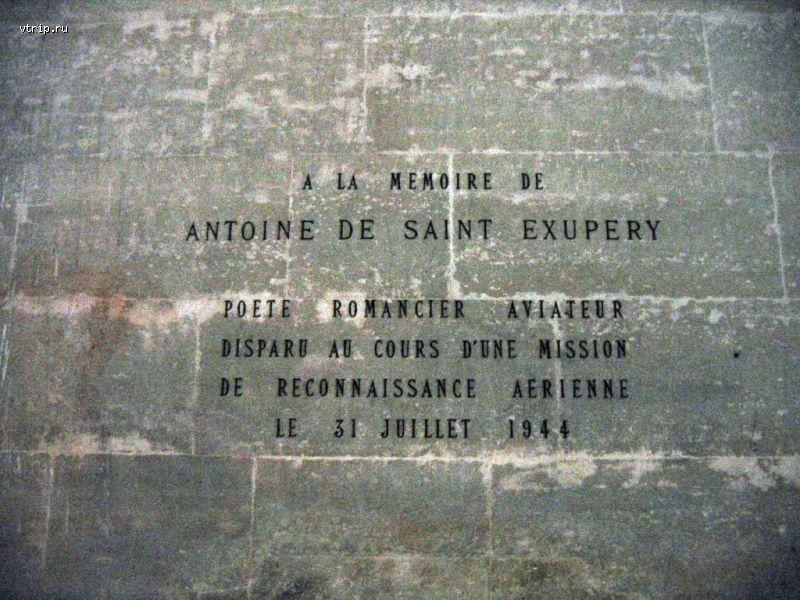 vtrip.ru
A LA MEMOIRE DE
ANTOINE DE SAINT EXUPERY
POETE ROMANCIER AVIATEUR
DISPARU AU COURS D'UNE MISSION
DE RECONNAISSANCE AERIENNE
LE 31 JUILLET 1944